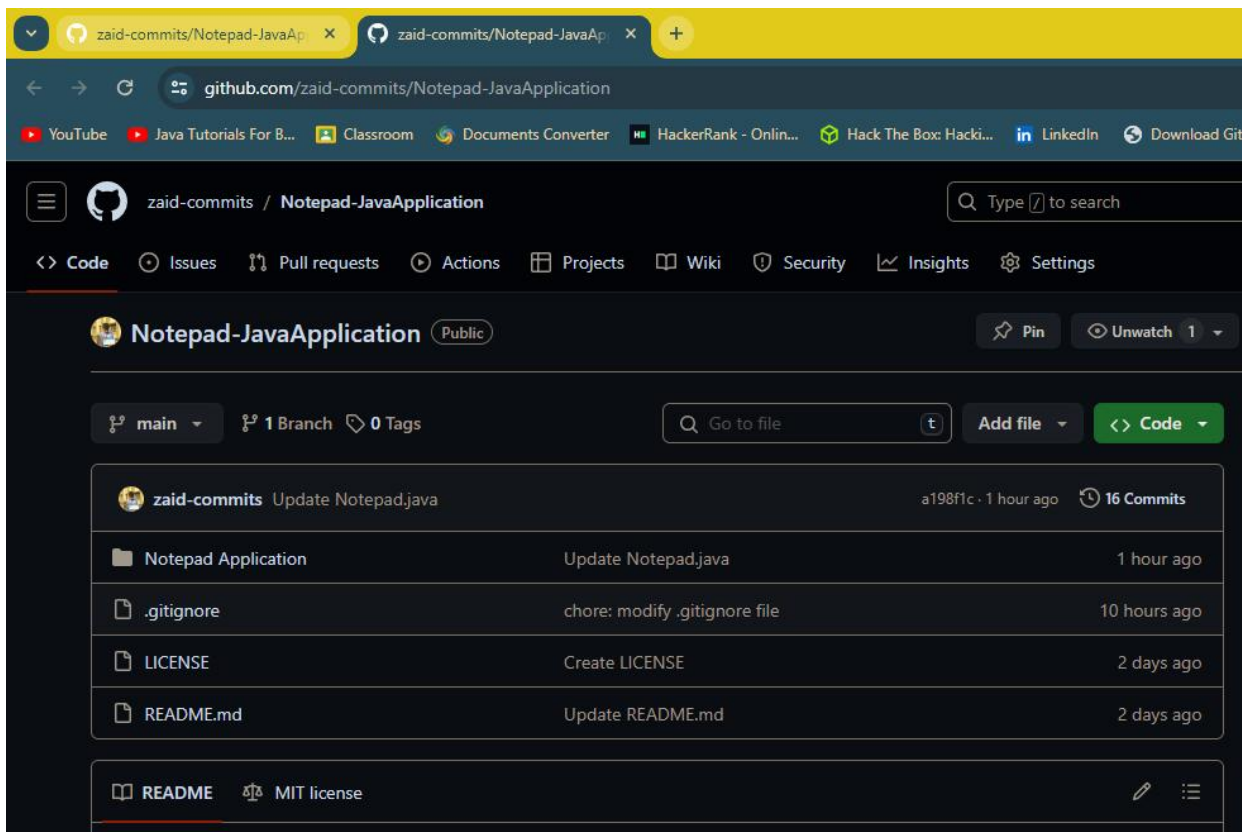 zaid-commits/Notepad-JavaAp
zaid-commits/Notepad-JavaAp
github.com/zaid-commits/Notepad-JavaApplication
YouTube Java Tutorials For B... Classroom Documents Converter HackerRank - Onlin... Hack The Box: Hacki... LinkedIn Download Git
zaid-commits / Notepad-JavaApplication Type / to search
Code Issues Pull requests Actions Projects Wiki Security Insights Settings
Notepad-JavaApplication Public Pin Unwatch 1
main 1 Branch 0 Tags Go to file t Add file Code
zaid-commits Update Notepad.java a198f1c · 1 hour ago 16 Commits
Notepad Application Update Notepad.java 1 hour ago
.gitignore chore: modify .gitignore file 10 hours ago
LICENSE Create LICENSE 2 days ago
README.md Update README.md 2 days ago
README MIT license